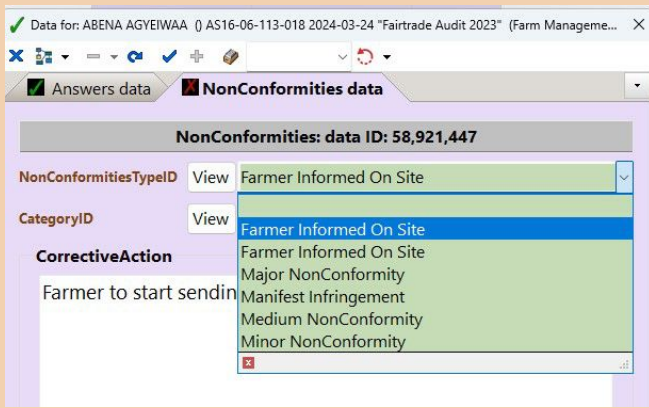 Data for: ABENA AGYEIWAA () AS16-06-113-018 2024-03-24 "Fairtrade Audit 2023" (Farm Manageme...
Answers data NonConformities data
NonConformities: data ID: 58,921,447
NonConformitiesTypeID View Farmer Informed On Site
CategoryID View
Farmer Informed On Site
Farmer Informed On Site
CorrectiveAction
Major NonConformity
Farmer to start sendin
Manifest Infringement
Medium NonConformity
Minor NonConformity